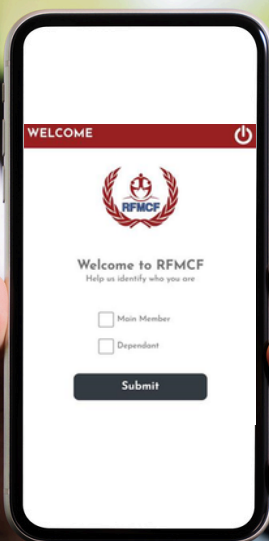 WELCOME
RFMCF
Welcome to RFMCF
Help us identify who you are
Main Member
Dependant
Submit